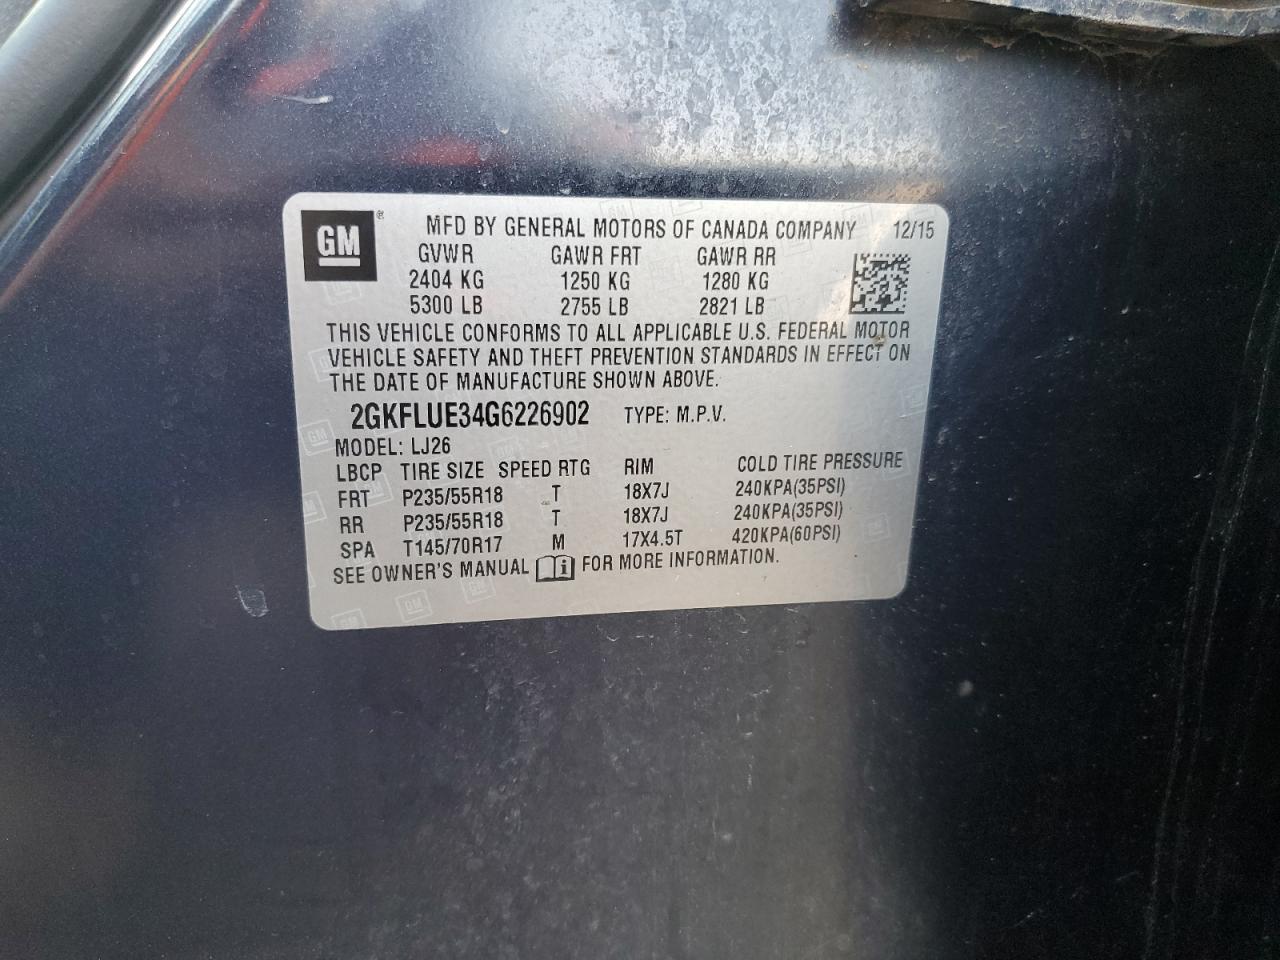 GM ® MFD BY GENERAL MOTORS OF CANADA COMPANY 12/15
GVWR GAWR FRT GAWR RR
2404 KG 1250 KG 1280 KG
5300 LB 2755 LB 2821 LB
THIS VEHICLE CONFORMS TO ALL APPLICABLE U.S. FEDERAL MOTOR
VEHICLE SAFETY AND THEFT PREVENTION STANDARDS IN EFFECT ON
THE DATE OF MANUFACTURE SHOWN ABOVE.
2GKFLUE34G6226902 TYPE: M.P.V.
MODEL: LJ26
LBCP TIRE SIZE SPEED RTG RIM COLD TIRE PRESSURE
FRT P235/55R18 T 18X7J 240KPA(35PSI)
RR P235/55R18 T 18X7J 240KPA(35PSI)
SPA T145/70R17 M 17X4.5T 420KPA(60PSI)
SEE OWNER'S MANUAL i FOR MORE INFORMATION.